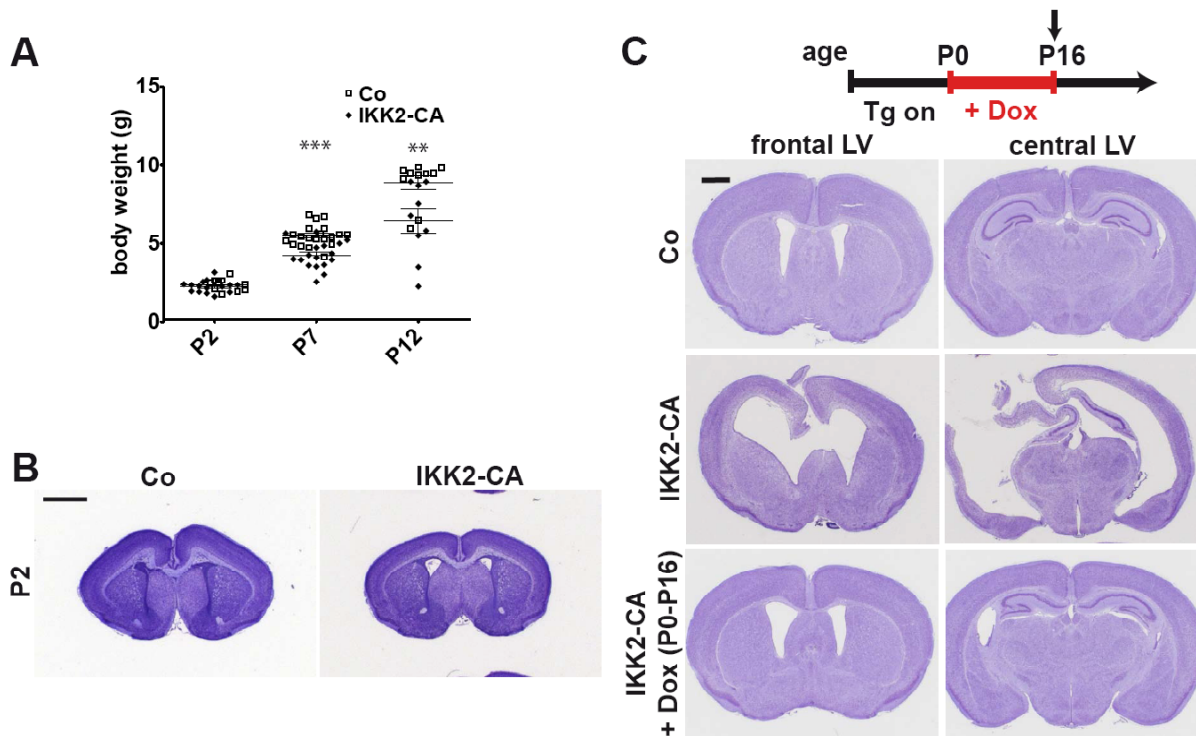 A
body weight (g)
15
10
5
0
Co
IKK2-CA
***
**
P2
P7
P12
B
Co
IKK2-CA
P2
C
age
P0
P16
Tg on
+ Dox
frontal LV
central LV
Co
IKK2-CA
IKK2-CA
+ Dox (P0-P16)